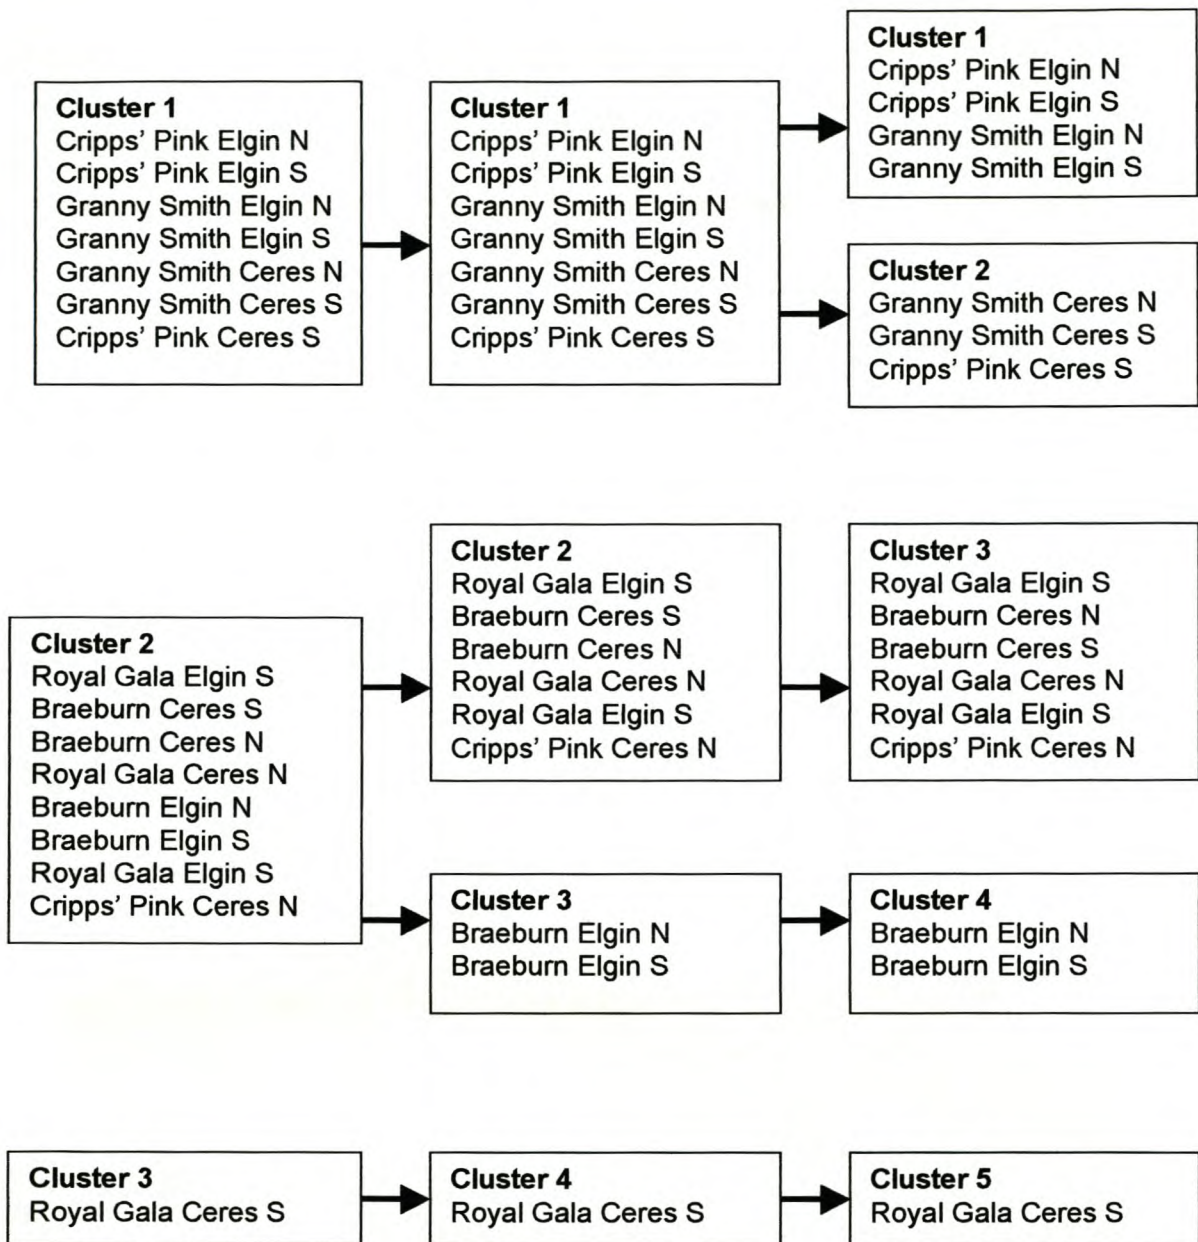 Cluster 1
Cripps' Pink Elgin N
Cripps' Pink Elgin S
Granny Smith Elgin N
Granny Smith Elgin S
Granny Smith Ceres N
Granny Smith Ceres S
Cripps' Pink Ceres S
Cluster 1
Cripps' Pink Elgin N
Cripps' Pink Elgin S
Granny Smith Elgin N
Granny Smith Elgin S
Granny Smith Ceres N
Granny Smith Ceres S
Cripps' Pink Ceres S
Cluster 1
Cripps' Pink Elgin N
Cripps' Pink Elgin S
Granny Smith Elgin N
Granny Smith Elgin S
Cluster 2
Granny Smith Ceres N
Granny Smith Ceres S
Cripps' Pink Ceres S
Cluster 2
Royal Gala Elgin S
Braeburn Ceres S
Braeburn Ceres N
Royal Gala Ceres N
Braeburn Elgin N
Braeburn Elgin S
Royal Gala Elgin S
Cripps' Pink Ceres N
Cluster 2
Royal Gala Elgin S
Braeburn Ceres S
Braeburn Ceres N
Royal Gala Ceres N
Royal Gala Elgin S
Cripps' Pink Ceres N
Cluster 3
Royal Gala Elgin S
Braeburn Ceres N
Braeburn Ceres S
Royal Gala Ceres N
Royal Gala Elgin S
Cripps' Pink Ceres N
Cluster 3
Braeburn Elgin N
Braeburn Elgin S
Cluster 4
Braeburn Elgin N
Braeburn Elgin S
Cluster 3
Royal Gala Ceres S
Cluster 4
Royal Gala Ceres S
Cluster 5
Royal Gala Ceres S